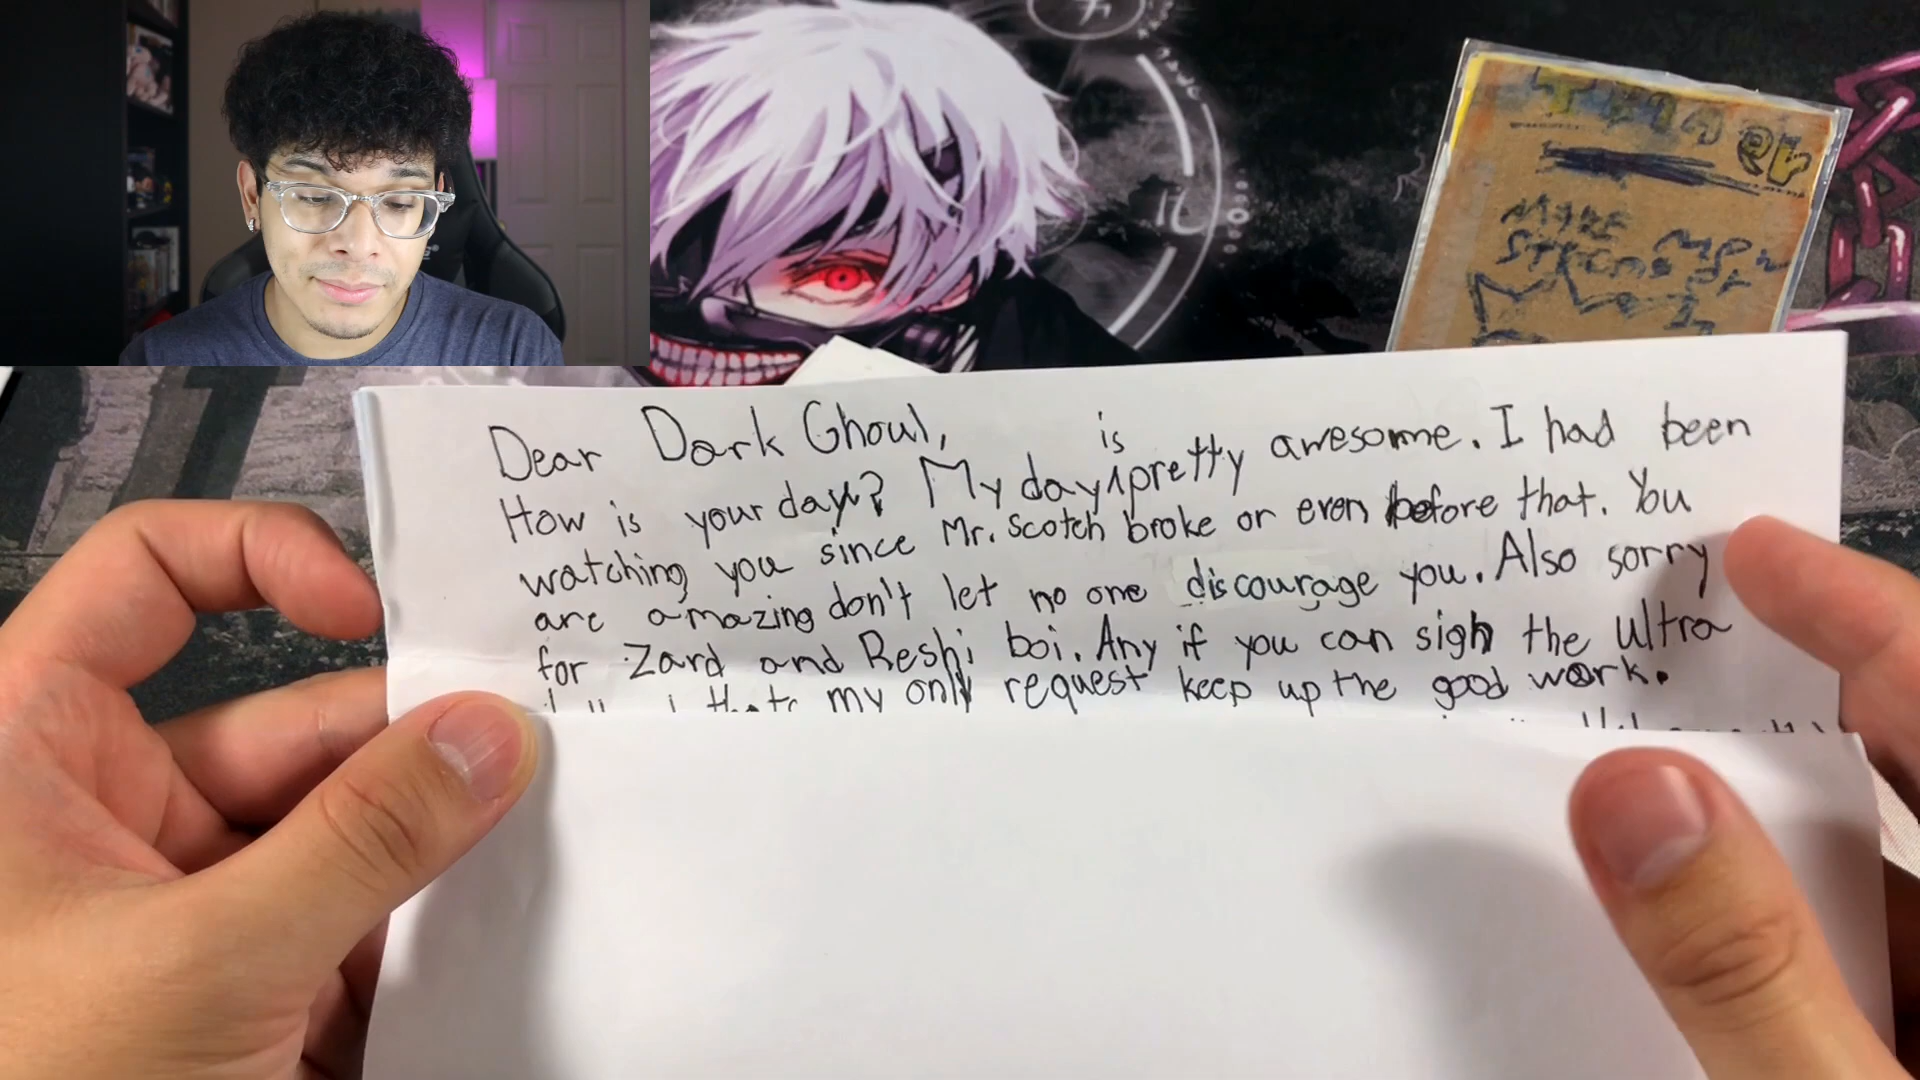 Dear Dark Ghoul,
How is your day? My day is pretty awesome. I had been
watching you since Mr. Scotch broke or even before that. You
are amazing don't let no one discourage you. Also sorry
for Zard and Reshi boi. Any if you can sigh the ultra
my only request keep up the good work.
MAKE